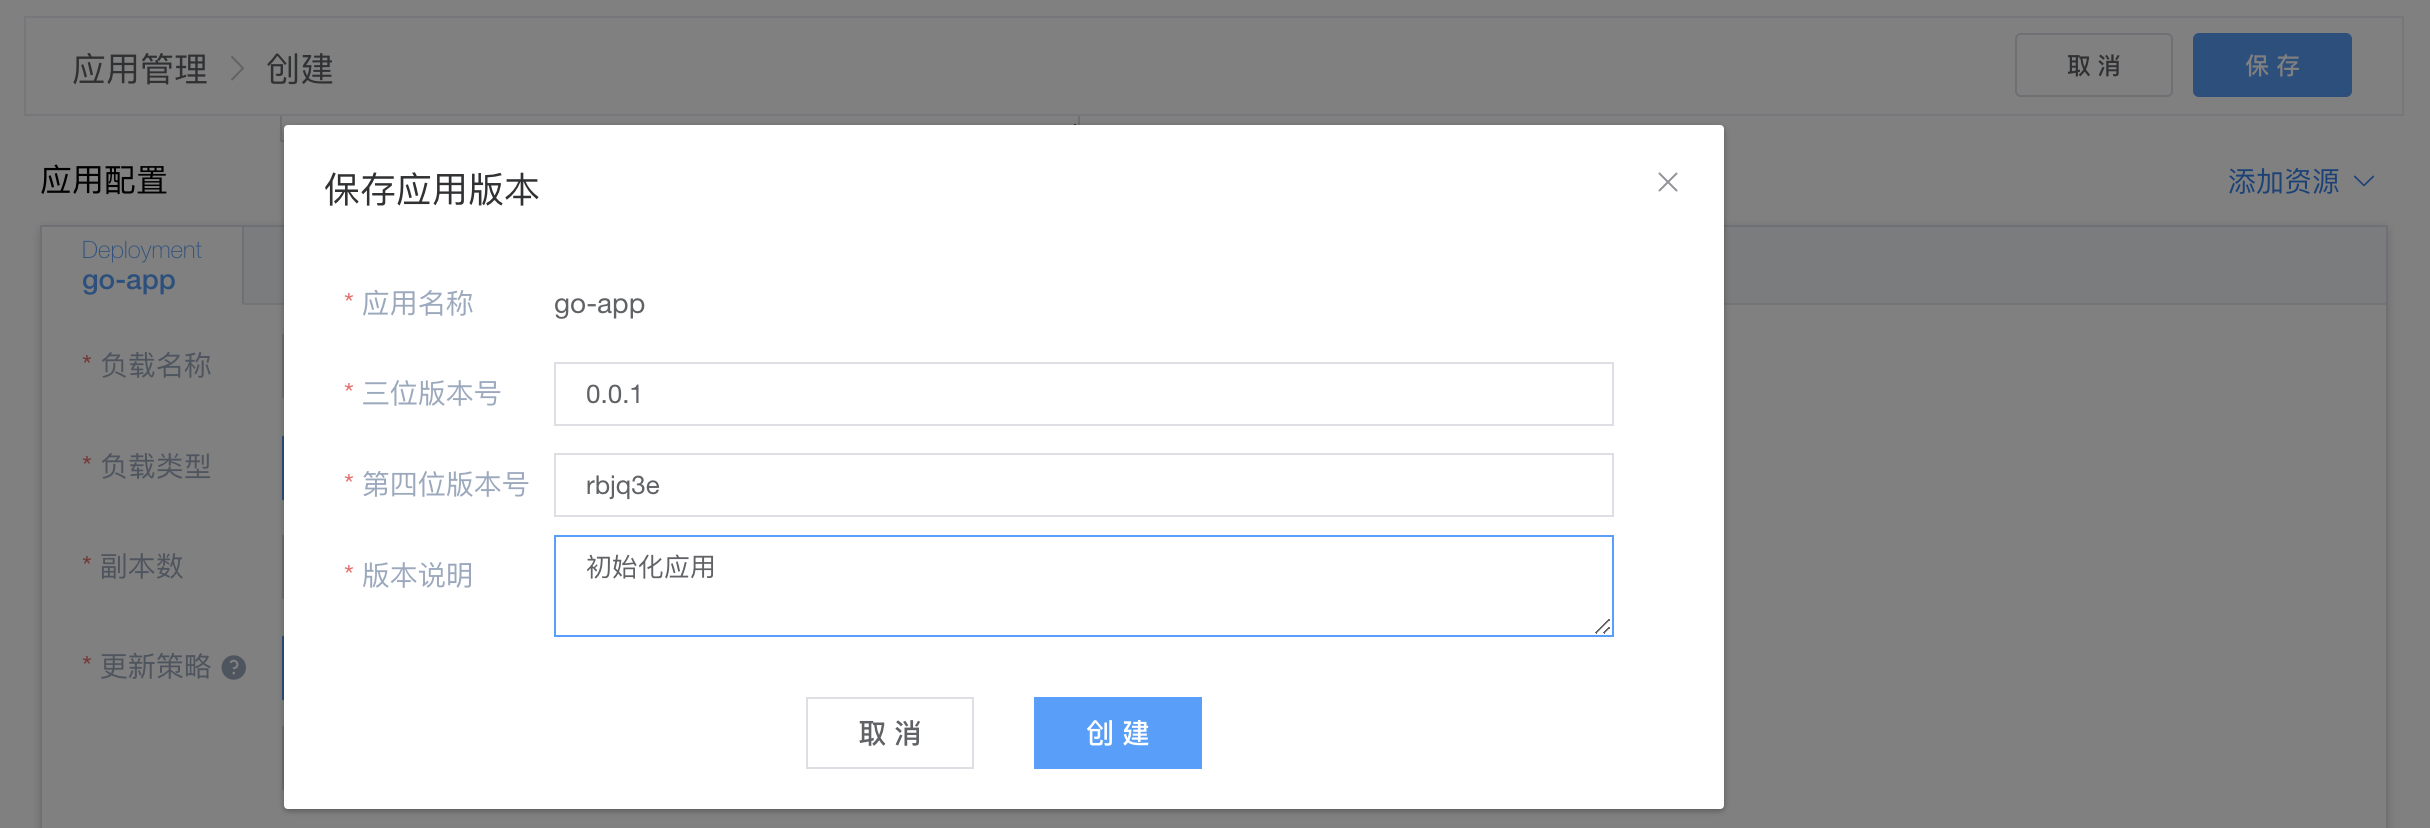 应用管理 > 创建
取 消
保 存
应用配置
添加资源
Deployment
go-app
* 负载名称
* 负载类型
* 副本数
* 更新策略 ?
保存应用版本
* 应用名称 go-app
* 三位版本号 0.0.1
* 第四位版本号 rbjq3e
* 版本说明 初始化应用
取 消
创 建